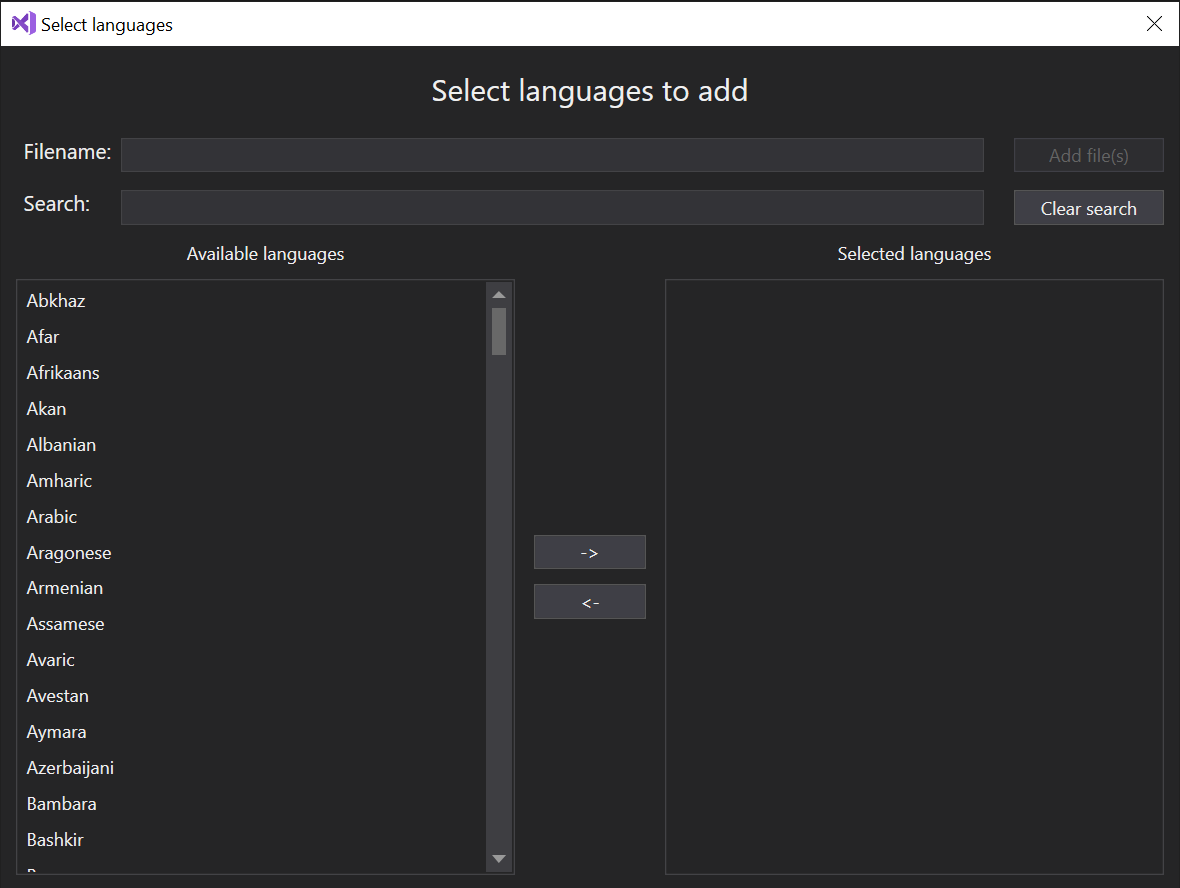 Select languages
Select languages to add
Filename:
Add file(s)
Search:
Clear search
Available languages
Selected languages
Abkhaz
Afar
Afrikaans
Akan
Albanian
Amharic
Arabic
Aragonese
Armenian
Assamese
Avaric
Avestan
Aymara
Azerbaijani
Bambara
Bashkir
->
<-